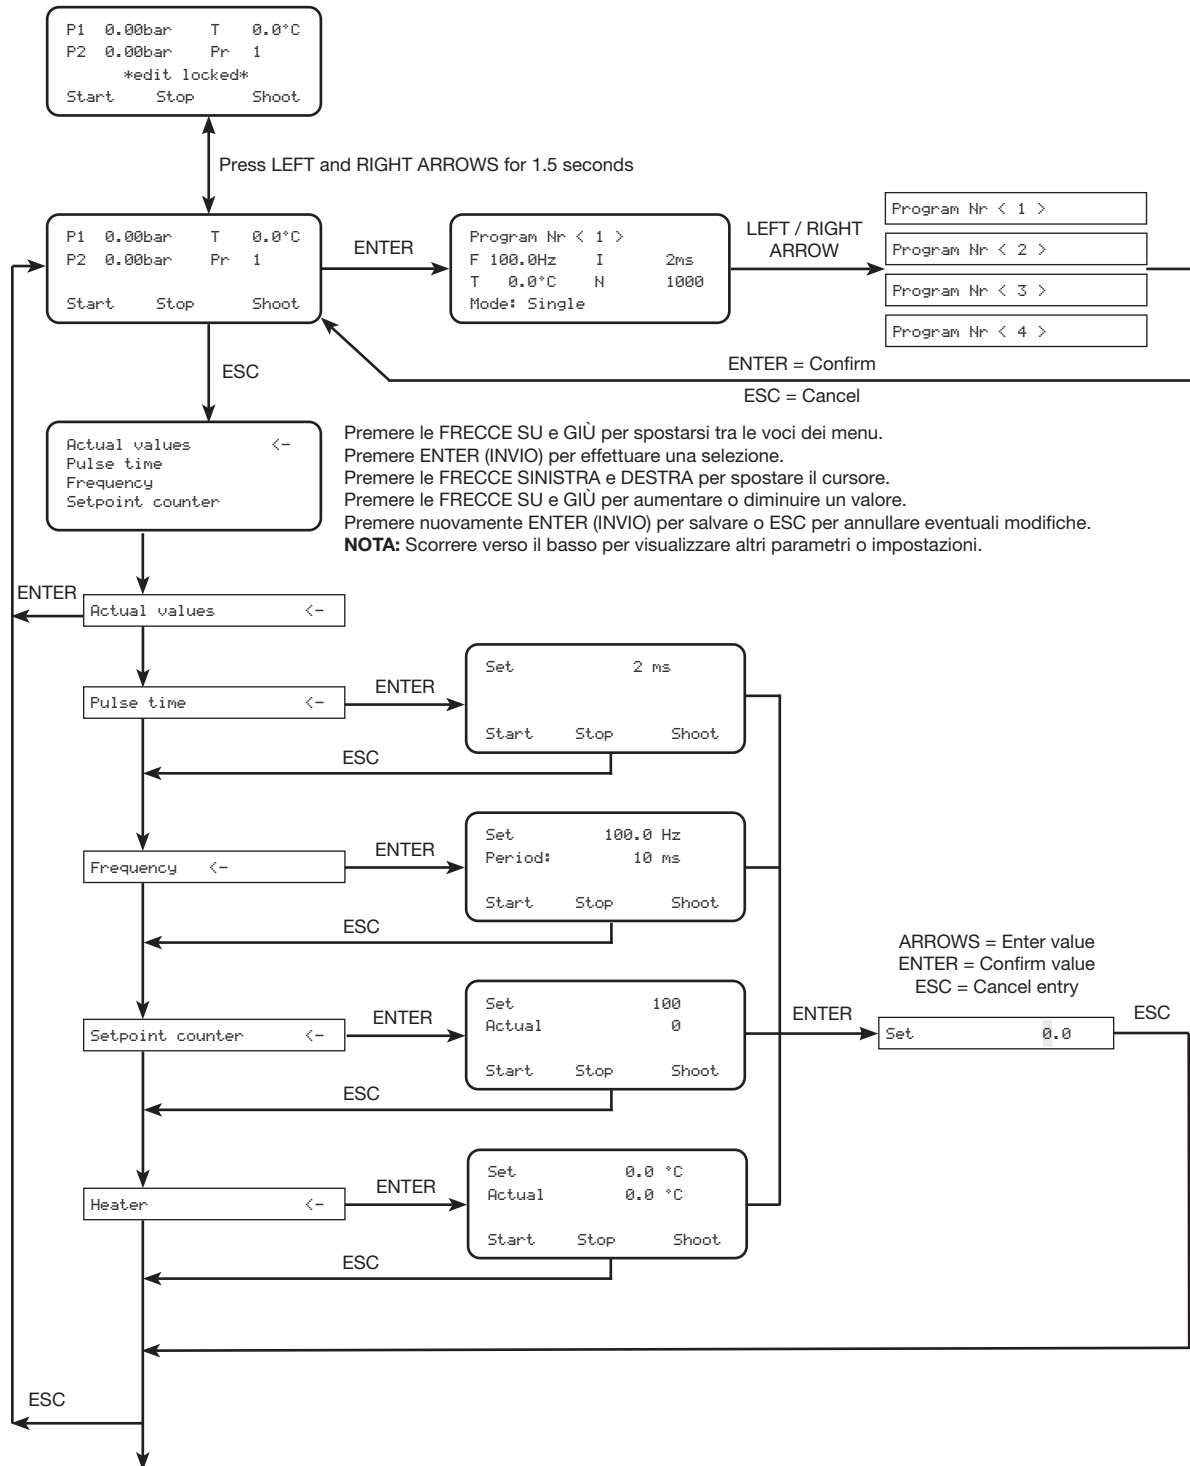 P1 0.00bar T 0.0°C
P2 0.00bar Pr 1
*edit locked*
Start Stop Shoot
Press LEFT and RIGHT ARROWS for 1.5 seconds
P1 0.00bar T 0.0°C
P2 0.00bar Pr 1
Start Stop Shoot
ENTER
Program Nr < 1 >
F 100.0Hz I 2ms
T 0.0°C N 1000
Mode: Single
LEFT / RIGHT
ARROW
Program Nr < 1 >
Program Nr < 2 >
Program Nr < 3 >
Program Nr < 4 >
ENTER = Confirm
ESC = Cancel
ESC
Actual values <-
Pulse time
Frequency
Setpoint counter
Premere le FRECCE SU e GIÙ per spostarsi tra le voci dei menu.
Premere ENTER (INVIO) per effettuare una selezione.
Premere le FRECCE SINISTRA e DESTRA per spostare il cursore.
Premere le FRECCE SU e GIÙ per aumentare o diminuire un valore.
Premere nuovamente ENTER (INVIO) per salvare o ESC per annullare eventuali modifiche.
NOTA: Scorrere verso il basso per visualizzare altri parametri o impostazioni.
ENTER
Actual values <-
Pulse time <-
ENTER
Set 2 ms
Start Stop Shoot
ESC
Frequency <-
ENTER
Set 100.0 Hz
Period: 10 ms
Start Stop Shoot
ESC
Setpoint counter <-
ENTER
Set 100
Actual 0
Start Stop Shoot
ESC
ENTER
ARROWS = Enter value
ENTER = Confirm value
ESC = Cancel entry
Set 0.0
ESC
Heater <-
ENTER
Set 0.0 °C
Actual 0.0 °C
Start Stop Shoot
ESC
ESC